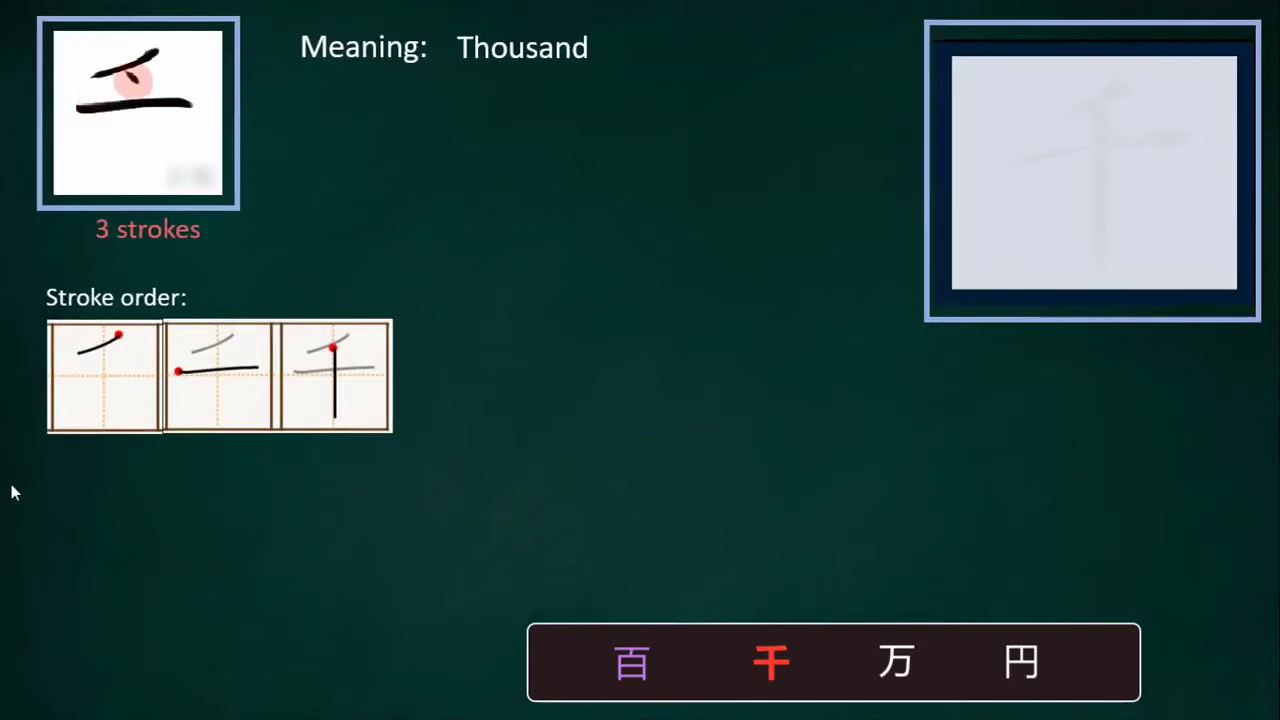 Meaning: Thousand
3 strokes
Stroke order:
百 千 万 円